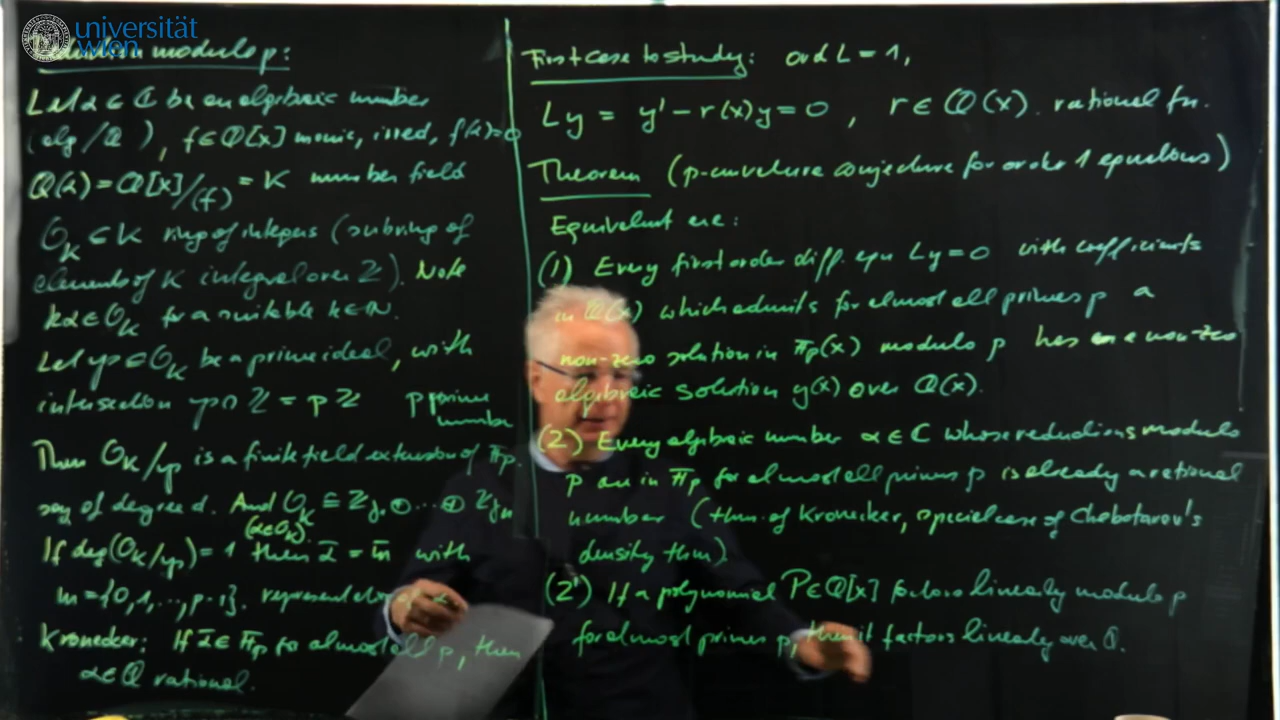 universität
wien
Reduction modulo p:
Let α ∈ ℂ be an algebraic number
(alg/ℚ), f ∈ ℚ[x] monic, irred, f(α)=0
ℚ(α) = ℚ[x]/(f) = K number field
O_K ⊂ K ring of integers (subring of
elements of K integral over ℤ). Note
kα ∈ O_K for a suitable k ∈ ℕ.
Let 𝔭 ⊆ O_K be a prime ideal, with
intersection 𝔭 ∩ ℤ = pℤ p prime
number
Then O_K/𝔭 is a finite field extension of 𝔽_p.
say of degree d. And O_K ≅ ℤγ₁ ⊕ ... ⊕ ℤγ_n
(α∈O_K)
If deg(O_K/𝔭) = 1 then ᾱ = m̄ with
m = {0,1,...,p-1}. 
Kronecker: If ᾱ ∈ 𝔽_p for almost all p, then
α ∈ ℚ rational.
First case to study: ord L = 1,
Ly = y' - r(x)y = 0, r ∈ ℚ(x). rational fn.
Theorem (p-curvature conjecture for order 1 equations)
Equivalent are:
(1) Every first order diff. eqn Ly=0 with coefficients
in ℚ(x) which admits for almost all primes p a
non-zero solution in 𝔽_p(x) modulo p has a non-zero
algebraic solution y(x) over ℚ(x).
(2) Every algebraic number α ∈ ℂ whose reductions modulo
p are in 𝔽_p for almost all primes p is already a rational
number (thm. of Kronecker, special case of Chebotarov's
density thm).
(2') If a polynomial P ∈ ℚ[x] factors linearly modulo p
for almost primes p, then it factors linearly over ℚ.